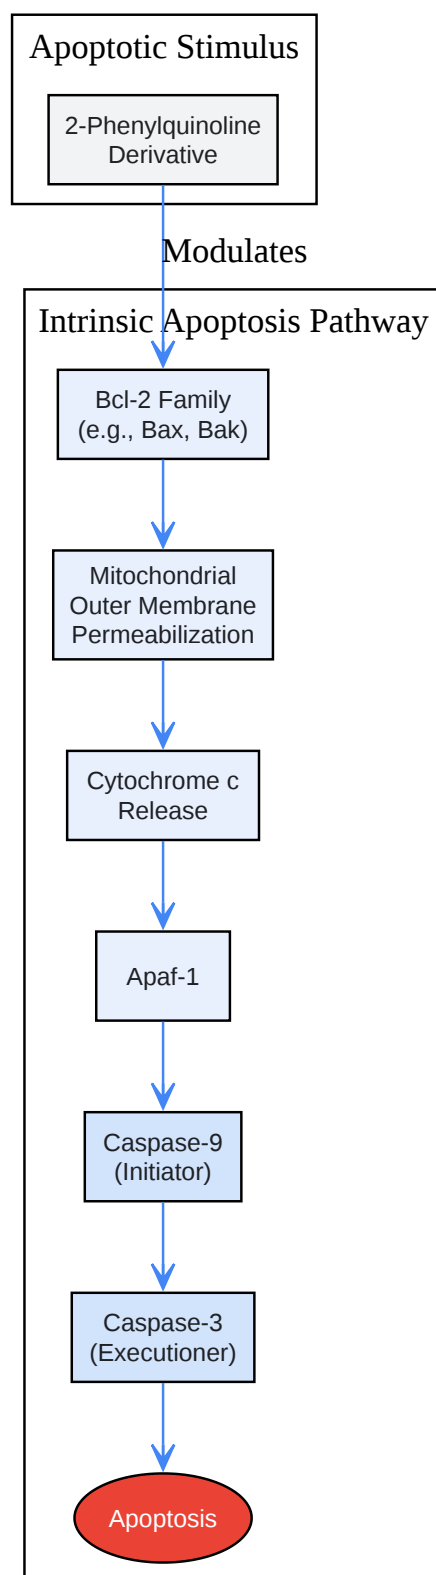 Apoptotic Stimulus
2-Phenylquinoline
Derivative
Modulates
Intrinsic Apoptosis Pathway
Bcl-2 Family
(e.g., Bax, Bak)
Mitochondrial
Outer Membrane
Permeabilization
Cytochrome c
Release
Apaf-1
Caspase-9
(Initiator)
Caspase-3
(Executioner)
Apoptosis